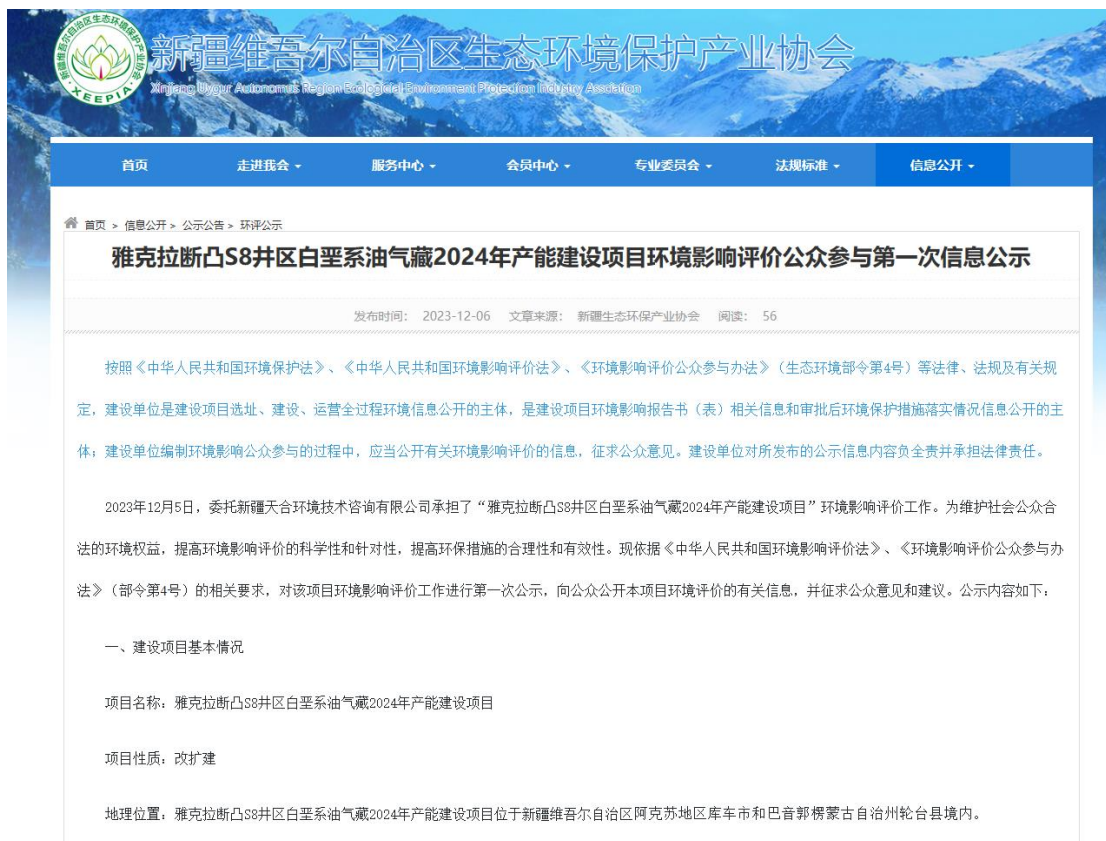 新疆维吾尔自治区生态环境保护产业协会
XEEPIA
Xinjiang Uygur Autonomus Region Ecological Environment Protection Industry Assolation
首页 走进我会 服务中心 会员中心 专业委员会 法规标准 信息公开
首页 > 信息公开 > 公示公告 > 环评公示
雅克拉断凸S8井区白垩系油气藏2024年产能建设项目环境影响评价公众参与第一次信息公示
发布时间: 2023-12-06 文章来源: 新疆生态环保产业协会 阅读: 56
按照《中华人民共和国环境保护法》、《中华人民共和国环境影响评价法》、《环境影响评价公众参与办法》（生态环境部令第4号）等法律、法规及有关规
定，建设单位是建设项目选址、建设、运营全过程环境信息公开的主体，是建设项目环境影响报告书（表）相关信息和审批后环境保护措施落实情况信息公开的主
体；建设单位编制环境影响公众参与的过程中，应当公开有关环境影响评价的信息，征求公众意见。建设单位对所发布的公示信息内容负全责并承担法律责任。
2023年12月5日，委托新疆天合环境技术咨询有限公司承担了“雅克拉断凸S8井区白垩系油气藏2024年产能建设项目”环境影响评价工作。为维护社会公众合
法的环境权益，提高环境影响评价的科学性和针对性，提高环保措施的合理性和有效性。现依据《中华人民共和国环境影响评价法》、《环境影响评价公众参与办
法》（部令第4号）的相关要求，对该项目环境影响评价工作进行第一次公示，向公众公开本项目环境评价的有关信息，并征求公众意见和建议。公示内容如下：
一、建设项目基本情况
项目名称：雅克拉断凸S8井区白垩系油气藏2024年产能建设项目
项目性质：改扩建
地理位置：雅克拉断凸S8井区白垩系油气藏2024年产能建设项目位于新疆维吾尔自治区阿克苏地区库车市和巴音郭楞蒙古自治州轮台县境内。